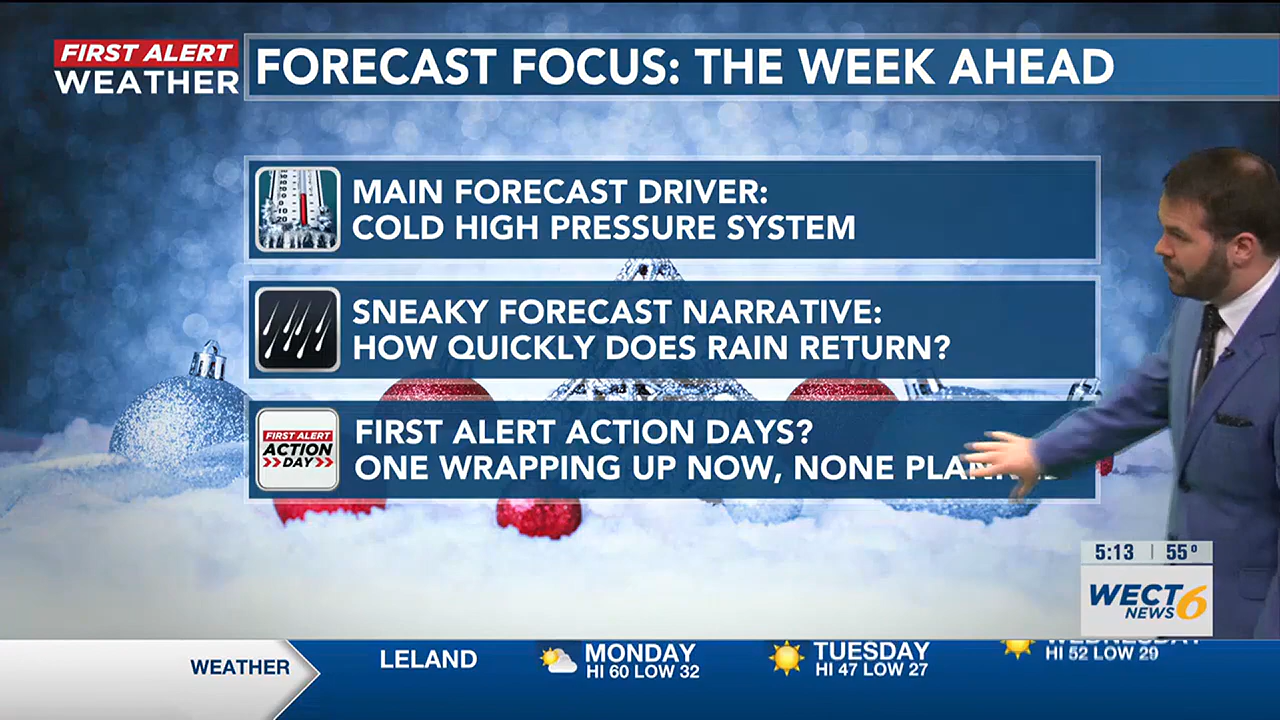 FIRST ALERT
WEATHER
FORECAST FOCUS: THE WEEK AHEAD
MAIN FORECAST DRIVER:
COLD HIGH PRESSURE SYSTEM
SNEAKY FORECAST NARRATIVE:
HOW QUICKLY DOES RAIN RETURN?
FIRST ALERT
ACTION
DAY
FIRST ALERT ACTION DAYS?
ONE WRAPPING UP NOW, NONE
5:13 | 55°
WECT 6
NEWS
WEATHER
LELAND
MONDAY
HI 60 LOW 32
TUESDAY
HI 47 LOW 27
WEDNESDAY
HI 52 LOW 29